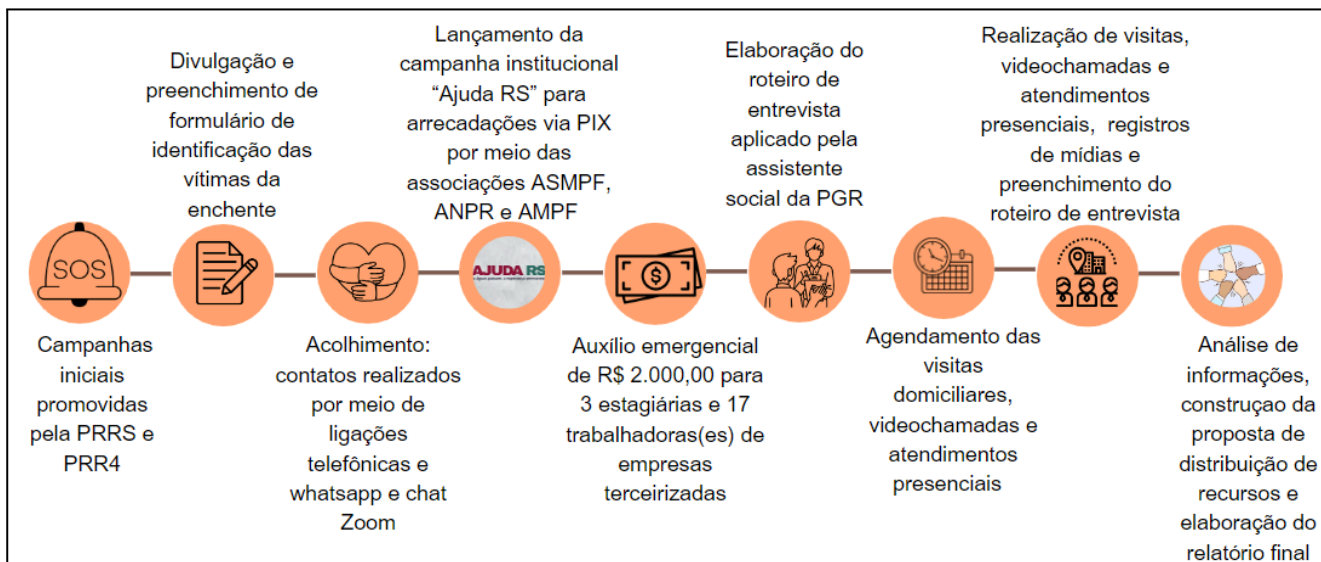 Campanhas
iniciais
promovidas
pela PRRS e
PRR4
SOS
Divulgação e
preenchimento de
formulário de
identificação das
vítimas da
enchente
Acolhimento:
contatos realizados
por meio de
ligações
telefônicas e
whatsapp e chat
Zoom
Lançamento da
campanha institucional
“Ajuda RS” para
arrecadações via PIX
por meio das
associações ASMPF,
ANPR e AMPF
AJUDA RS
Auxílio emergencial
de R$ 2.000,00 para
3 estagiárias e 17
trabalhadoras(es) de
empresas
terceirizadas
$
Elaboração do
roteiro de
entrevista
aplicado pela
assistente
social da PGR
Agendamento das
visitas
domiciliares,
videochamadas e
atendimentos
presenciais
Realização de visitas,
videochamadas e
atendimentos
presenciais, registros
de mídias e
preenchimento do
roteiro de entrevista
Análise de
informações,
construçao da
proposta de
distribuição de
recursos e
elaboração do
relatório final